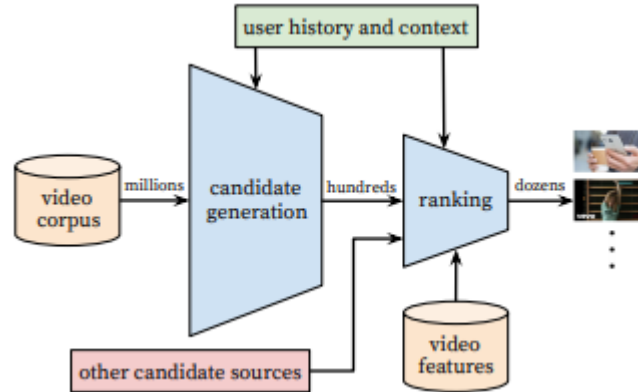 user history and context
video
corpus
millions
candidate
generation
hundreds
ranking
dozens
other candidate sources
video
features